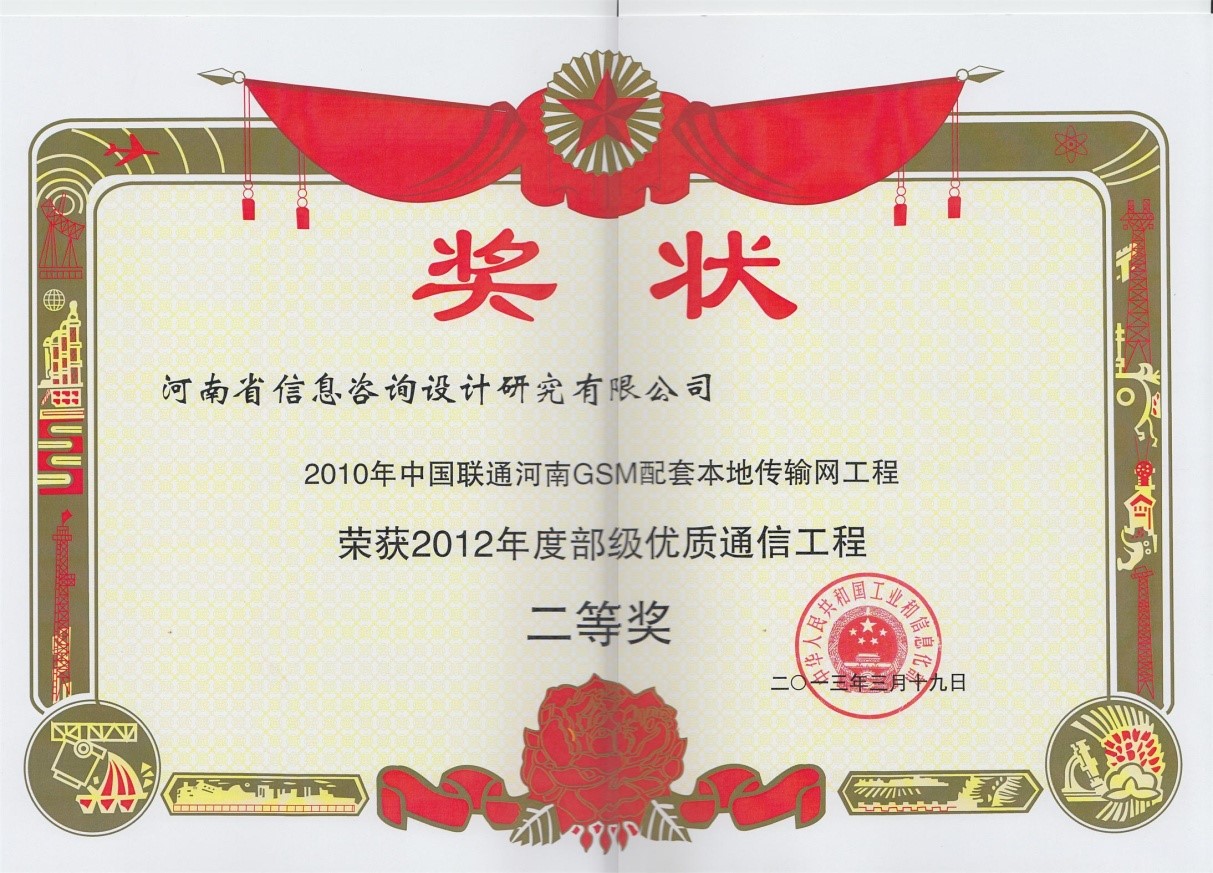 奖状
河南省信息咨询设计研究有限公司
2010年中国联通河南GSM配套本地传输网工程
荣获2012年度部级优质通信工程
二等奖
中华人民共和国工业和信息化部
二〇一三年三月十九日